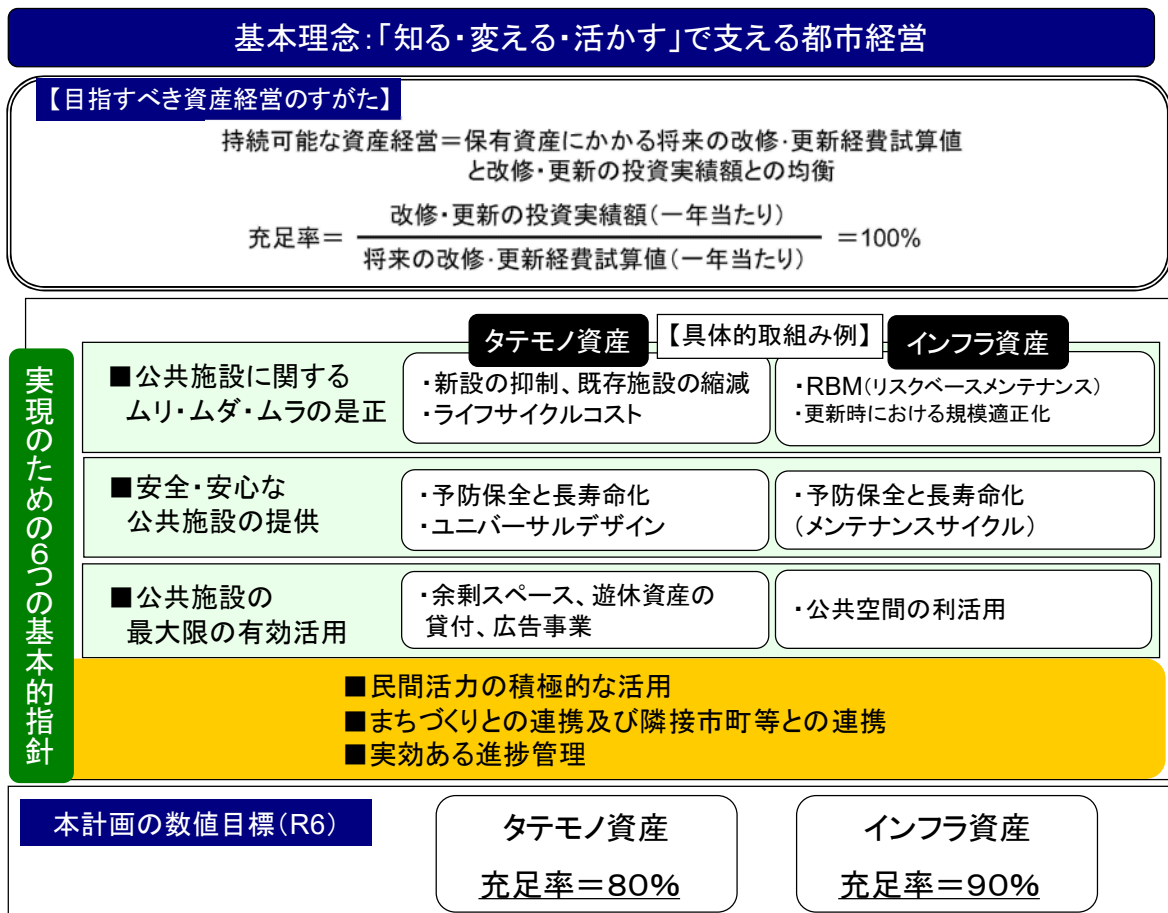 基本理念：「知る・変える・活かす」で支える都市経営
【目指すべき資産経営のすがた】
持続可能な資産経営＝保有資産にかかる将来の改修・更新経費試算値
と改修・更新の投資実績額との均衡
充足率＝ 改修・更新の投資実績額（一年当たり） ＝100%
将来の改修・更新経費試算値（一年当たり）
実現のための６つの基本的指針
タテモノ資産 【具体的取組み例】 インフラ資産
■公共施設に関する
ムリ・ムダ・ムラの是正
・新設の抑制、既存施設の縮減
・ライフサイクルコスト
・RBM（リスクベースメンテナンス）
・更新時における規模適正化
■安全・安心な
公共施設の提供
・予防保全と長寿命化
・ユニバーサルデザイン
・予防保全と長寿命化
（メンテナンスサイクル）
■公共施設の
最大限の有効活用
・余剰スペース、遊休資産の
貸付、広告事業
・公共空間の利活用
■民間活力の積極的な活用
■まちづくりとの連携及び隣接市町等との連携
■実効ある進捗管理
本計画の数値目標（R6）
タテモノ資産
充足率＝８０％
インフラ資産
充足率＝９０％